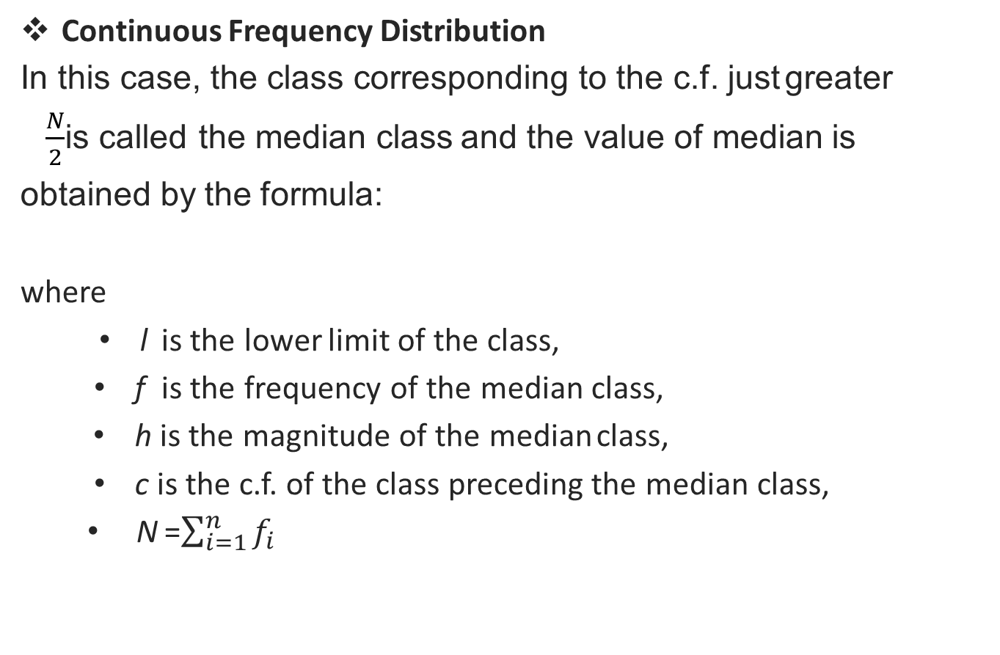 ❖ Continuous Frequency Distribution
In this case, the class corresponding to the c.f. just greater
N/2 is called the median class and the value of median is
obtained by the formula:
where
• l is the lower limit of the class,
• f is the frequency of the median class,
• h is the magnitude of the median class,
• c is the c.f. of the class preceding the median class,
• N =∑ⁿᵢ₌₁ fᵢ